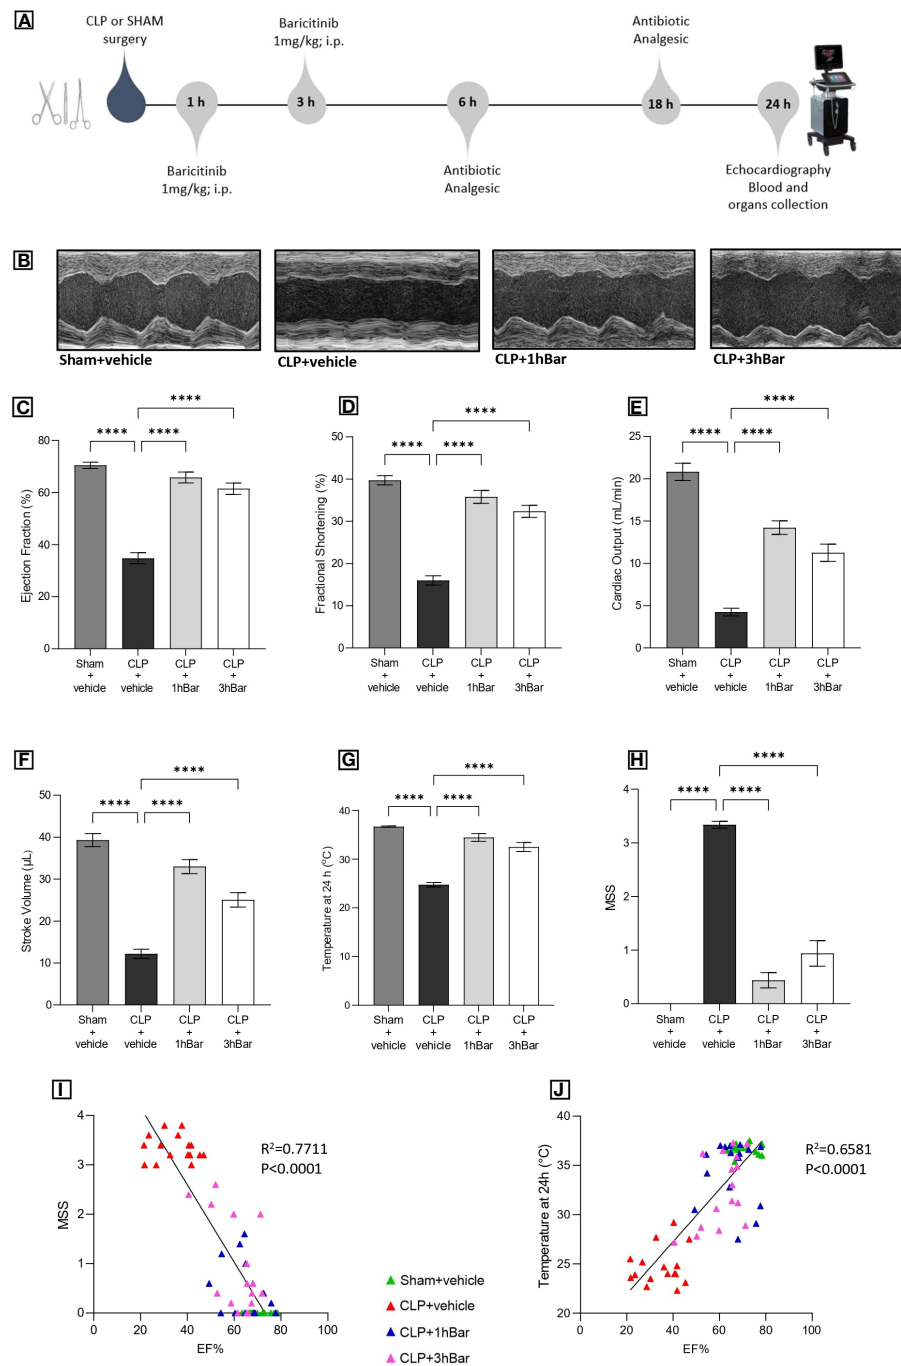 A
CLP or SHAM
surgery
Baricitinib
1mg/kg; i.p.
Antibiotic
Analgesic
1 h
3 h
6 h
18 h
24 h
Baricitinib
1mg/kg; i.p.
Antibiotic
Analgesic
Echocardiography
Blood and
organs collection
B
Sham+vehicle
CLP+vehicle
CLP+1hBar
CLP+3hBar
C
****
**** ****
Ejection Fraction (%)
80
60
40
20
0
Sham
+
vehicle
CLP
+
vehicle
CLP
+
1hBar
CLP
+
3hBar
D
****
**** ****
Fractional Shortening (%)
50
40
30
20
10
0
Sham
+
vehicle
CLP
+
vehicle
CLP
+
1hBar
CLP
+
3hBar
E
****
**** ****
Cardiac Output (mL/min)
25
20
15
10
5
0
Sham
+
vehicle
CLP
+
vehicle
CLP
+
1hBar
CLP
+
3hBar
F
****
**** ****
Stroke Volume (µL)
50
40
30
20
10
0
Sham
+
vehicle
CLP
+
vehicle
CLP
+
1hBar
CLP
+
3hBar
G
****
**** ****
Temperature at 24 h (°C)
40
30
20
10
0
Sham
+
vehicle
CLP
+
vehicle
CLP
+
1hBar
CLP
+
3hBar
H
****
**** ****
MSS
4
3
2
1
0
Sham
+
vehicle
CLP
+
vehicle
CLP
+
1hBar
CLP
+
3hBar
I
MSS
4
3
2
1
0
0 20 40 60 80 100
EF%
R²=0.7711
P<0.0001
Sham+vehicle
CLP+vehicle
CLP+1hBar
CLP+3hBar
J
Temperature at 24h (°C)
40
35
30
25
20
0 20 40 60 80 100
EF%
R²=0.6581
P<0.0001